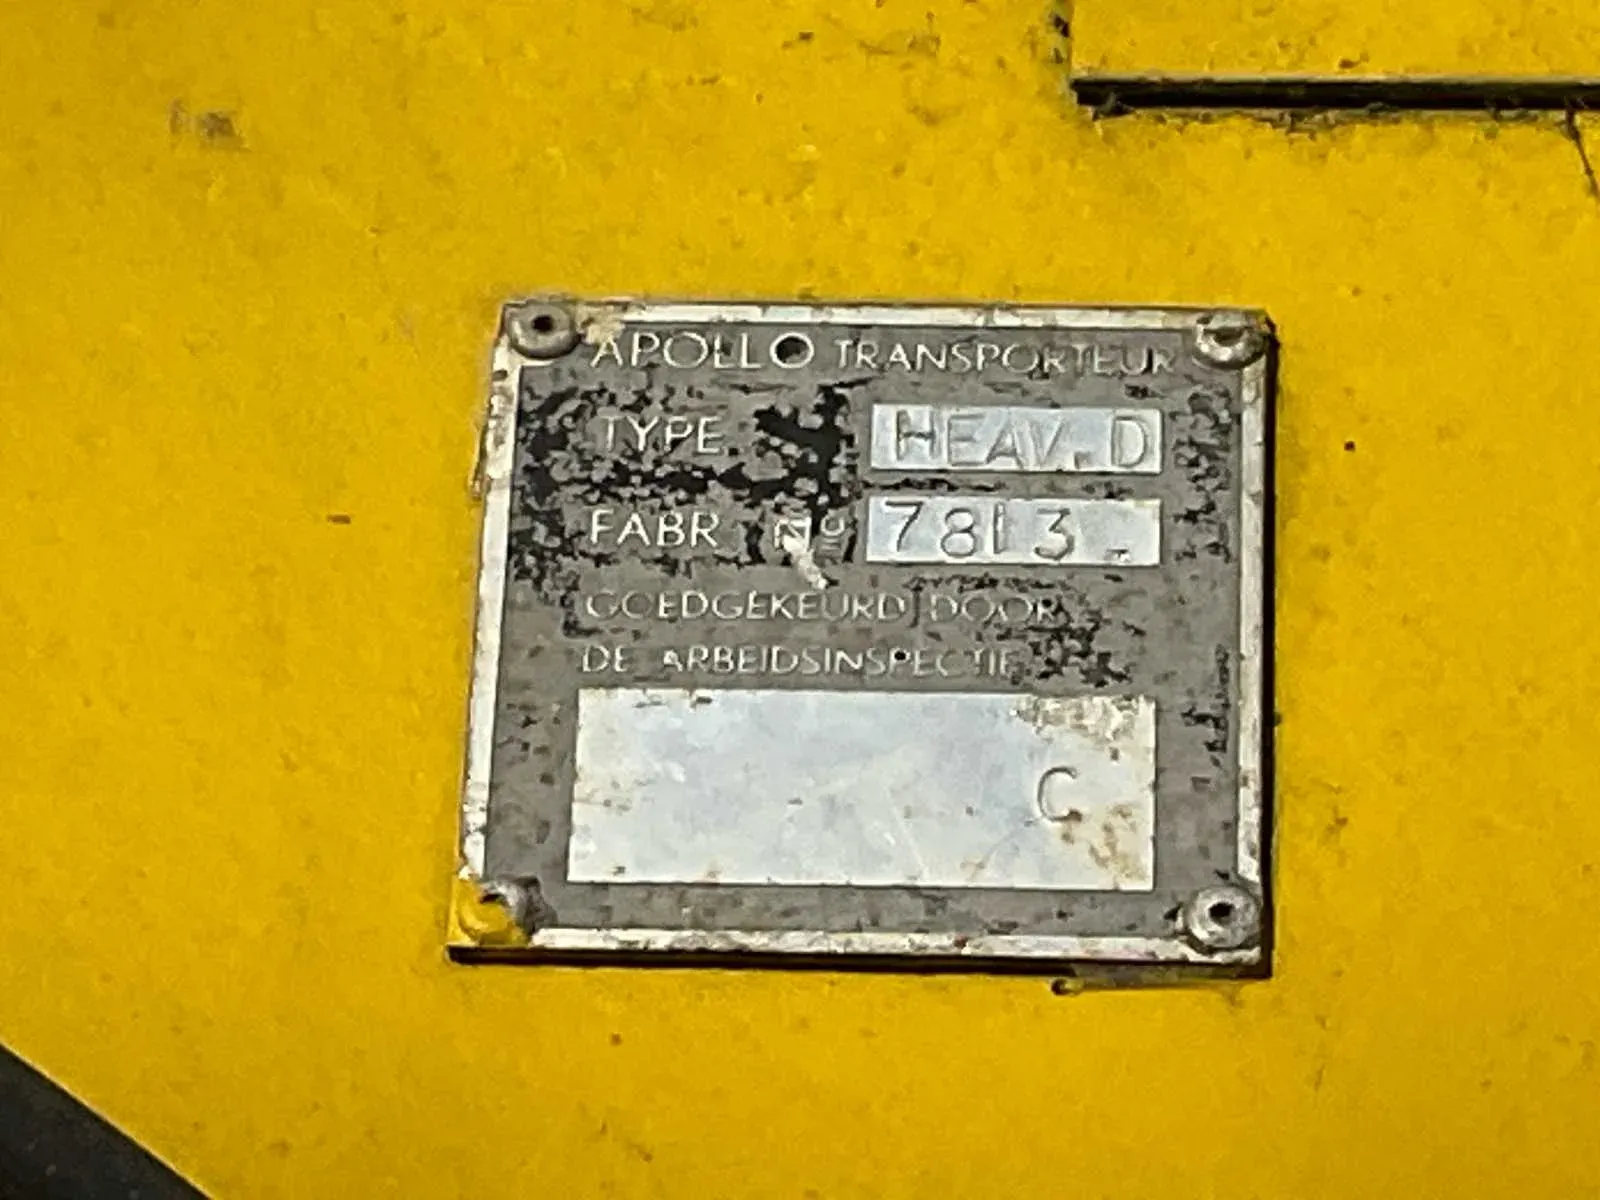 APOLLO TRANSPORTEUR
TYPE HEAV. D
FABR No 7813
GOEDGEKEURD DOOR
DE ARBEIDSINSPECTIE
C